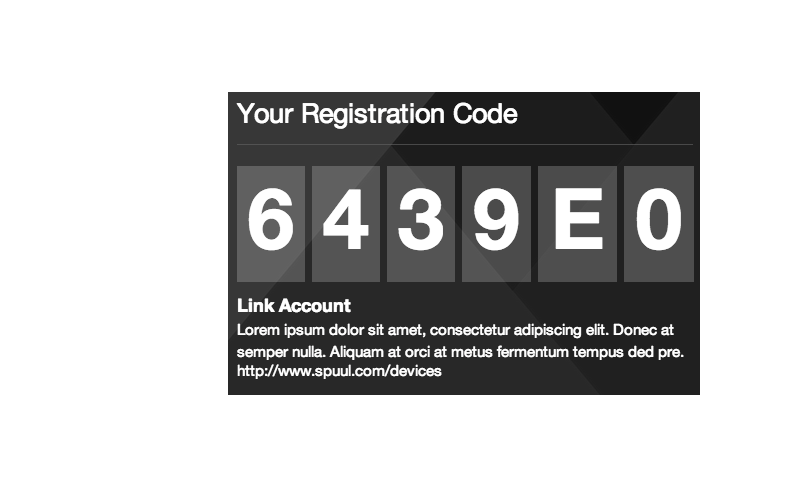 Your Registration Code
6 4 3 9 E 0
Link Account
Lorem ipsum dolor sit amet, consectetur adipiscing elit. Donec at
semper nulla. Aliquam at orci at metus fermentum tempus ded pre.
http://www.spuul.com/devices